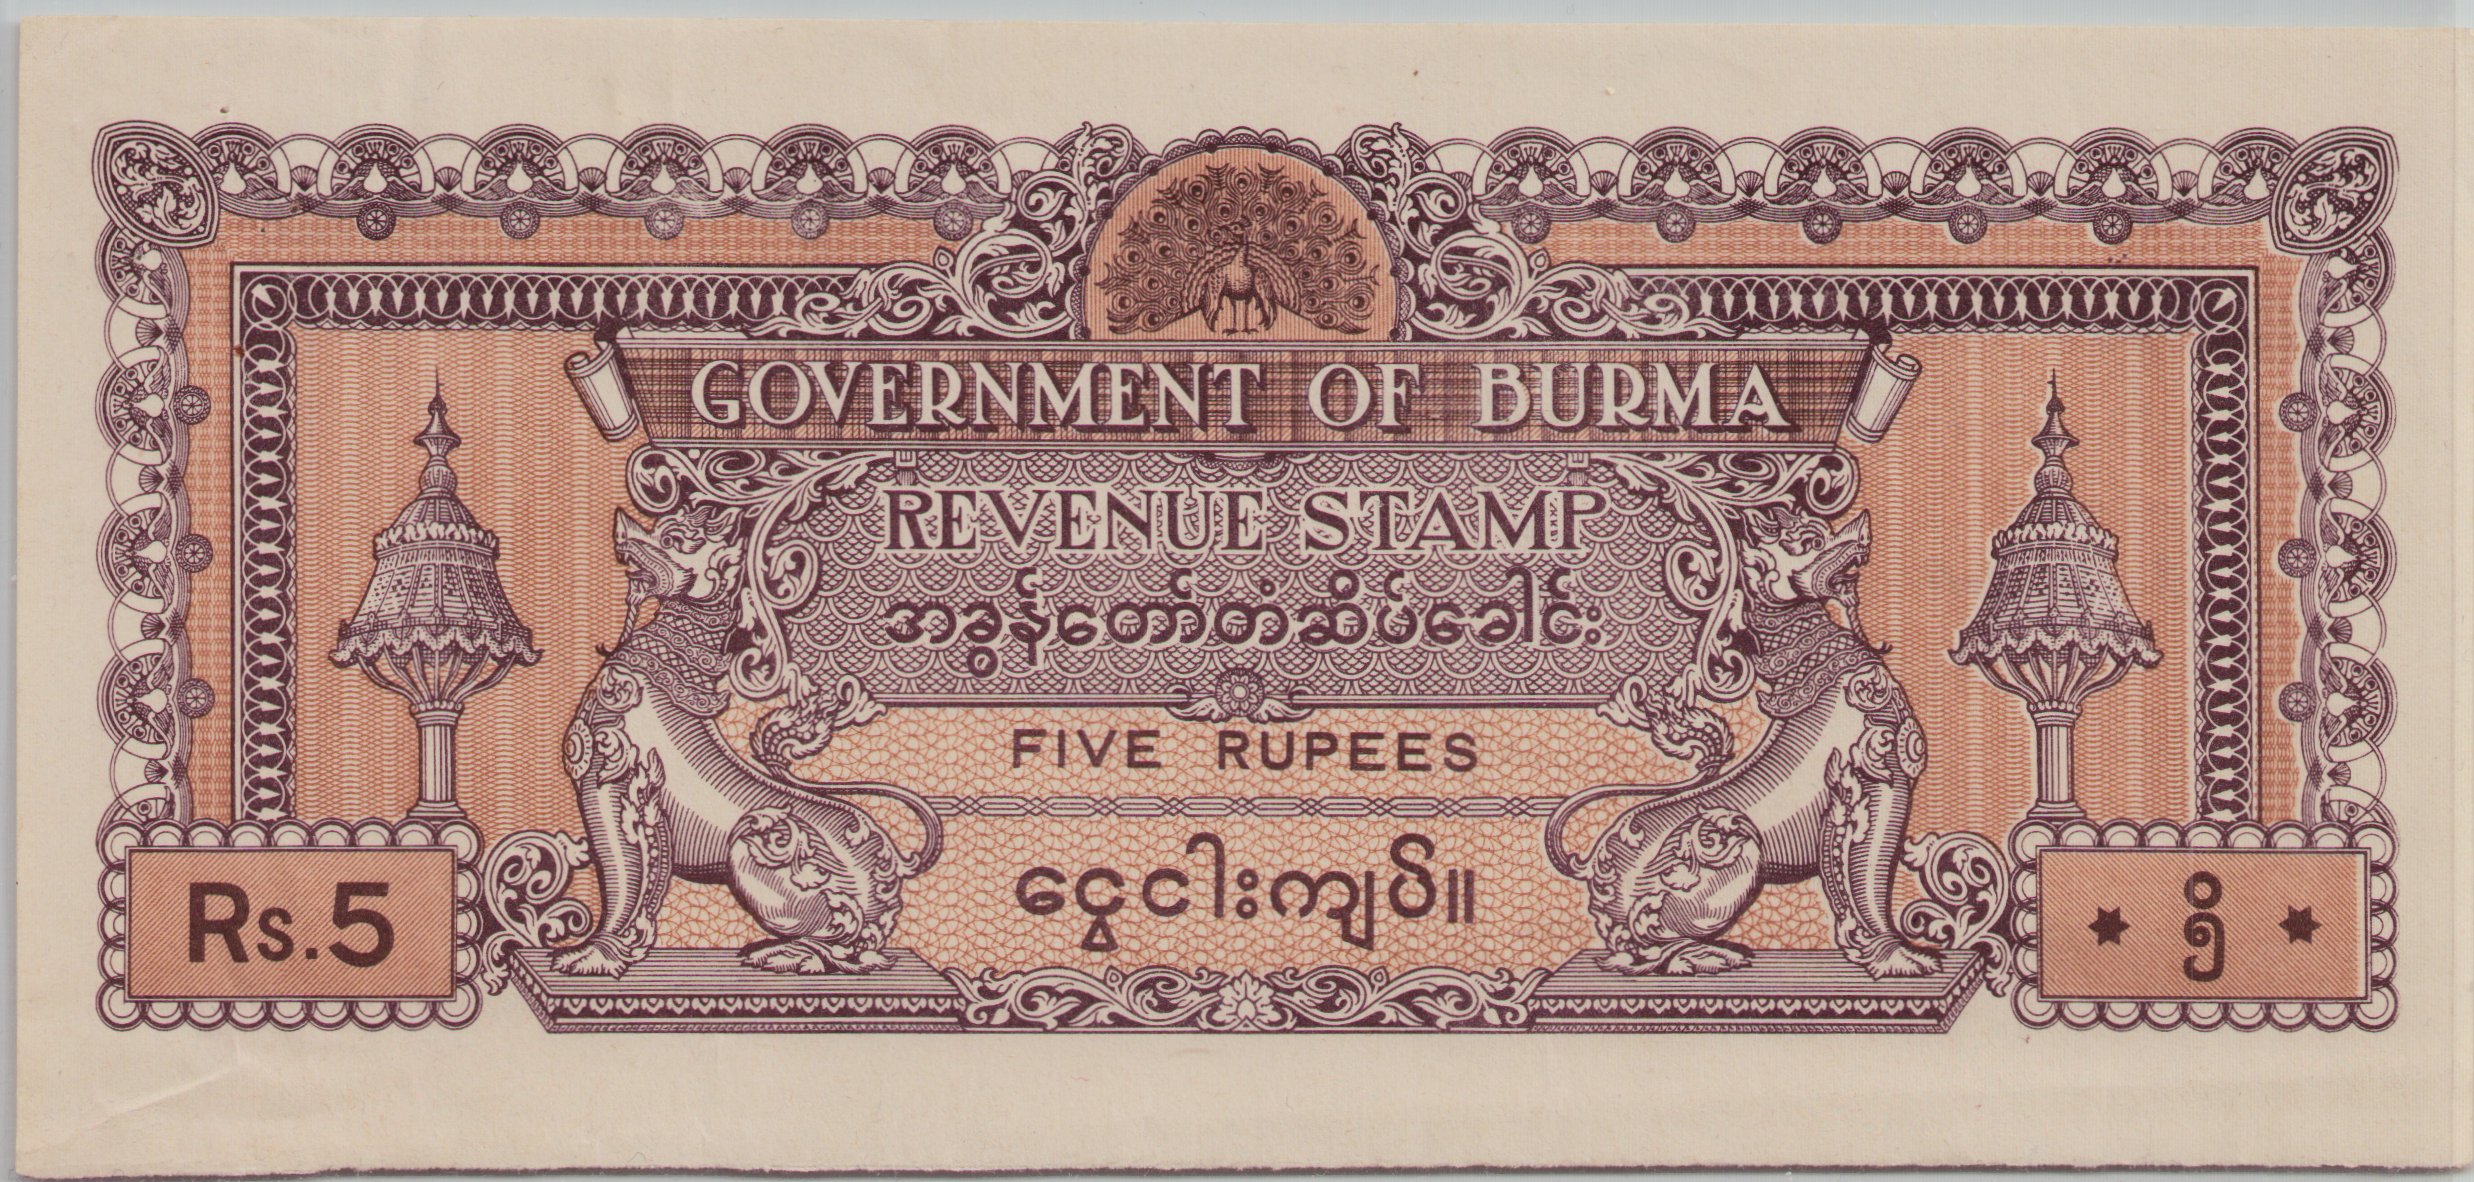 GOVERNMENT OF BURMA
REVENUE STAMP
အခွန်တော်တံဆိပ်ခေါင်း
FIVE RUPEES
ငွေငါးကျပ်။
Rs.5